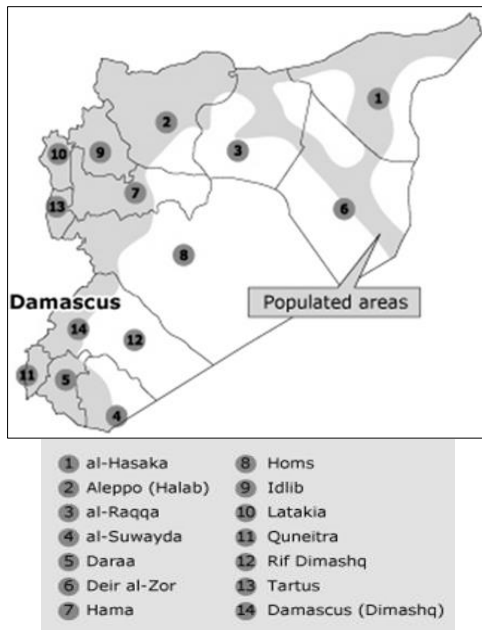 1
2
9
10
3
7
6
13
8
Damascus
Populated areas
14
12
11
5
4
1 al-Hasaka
2 Aleppo (Halab)
3 al-Raqqa
4 al-Suwayda
5 Daraa
6 Deir al-Zor
7 Hama
8 Homs
9 Idlib
10 Latakia
11 Quneitra
12 Rif Dimashq
13 Tartus
14 Damascus (Dimashq)